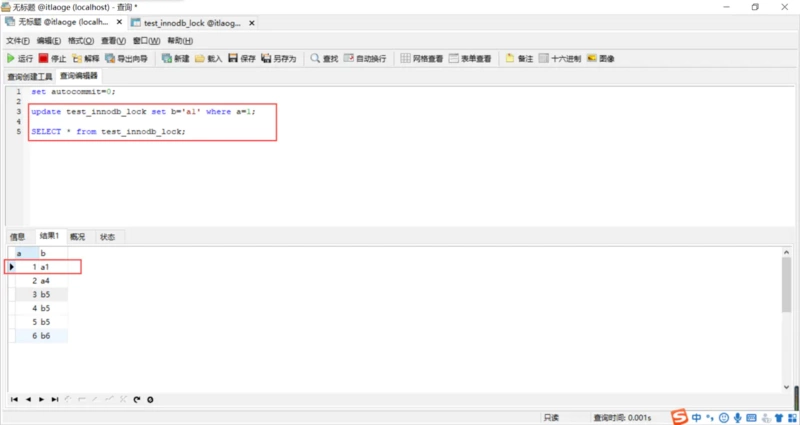 无标题 @itlaoge (localhost) - 查询 *
无标题 @itlaoge (localh... test_innodb_lock @itlaoge...
文件(F) 编辑(E) 格式(O) 查看(V) 窗口(W) 帮助(H)
运行 停止 解释 导出向导 新建 载入 保存 另存为 查找 自动换行 网格查看 表单查看 备注 十六进制 图像
查询创建工具 查询编辑器
1 set autocommit=0;
2
3 update test_innodb_lock set b='a1' where a=1;
4
5 SELECT * from test_innodb_lock;
信息 结果1 概况 状态
a b
1 a1
2 a4
3 b5
4 b5
5 b5
6 b6
只读 查询时间: 0.001s
S 中